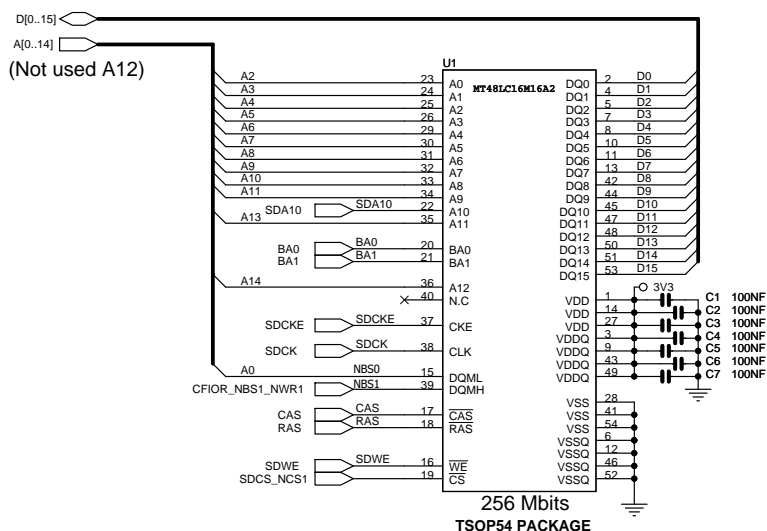 D[0..15]
A[0..14]
(Not used A12)
U1
MT48LC16M16A2
A2 23 A0 DQ0 2 D0
A3 24 A1 DQ1 4 D1
A4 25 A2 DQ2 5 D2
A5 26 A3 DQ3 7 D3
A6 29 A4 DQ4 8 D4
A7 30 A5 DQ5 10 D5
A8 31 A6 DQ6 11 D6
A9 32 A7 DQ7 13 D7
A10 33 A8 DQ8 42 D8
A11 34 A9 DQ9 44 D9
SDA10 SDA10 22 A10 DQ10 45 D10
A13 35 A11 DQ11 47 D11
DQ12 48 D12
BA0 BA0 20 BA0 DQ13 50 D13
BA1 BA1 21 BA1 DQ14 51 D14
DQ15 53 D15
A14 36 A12 3V3
40 N.C VDD 1 C1 100NF
VDD 14 C2 100NF
SDCKE SDCKE 37 CKE VDD 27 C3 100NF
VDDQ 3 C4 100NF
SDCK SDCK 38 CLK VDDQ 9 C5 100NF
VDDQ 43 C6 100NF
A0 NBS0 15 DQML VDDQ 49 C7 100NF
CFIOR_NBS1_NWR1 NBS1 39 DQMH
VSS 28
CAS CAS 17 CAS VSS 41
RAS RAS 18 RAS VSS 54
VSSQ 6
VSSQ 12
SDWE SDWE 16 WE VSSQ 46
SDCS_NCS1 19 CS VSSQ 52
256 Mbits
TSOP54 PACKAGE